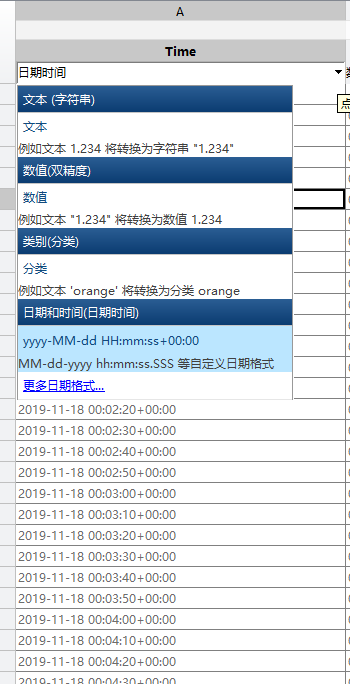 A
Time
日期时间
数
点
文本 (字符串)
文本
例如文本 1.234 将转换为字符串 "1.234"
数值(双精度)
数值
例如文本 "1.234" 将转换为数值 1.234
类别(分类)
分类
例如文本 'orange' 将转换为分类 orange
日期和时间(日期时间)
yyyy-MM-dd HH:mm:ss+00:00
MM-dd-yyyy hh:mm:ss.SSS 等自定义日期格式
更多日期格式...
2019-11-18 00:02:20+00:00
2019-11-18 00:02:30+00:00
2019-11-18 00:02:40+00:00
2019-11-18 00:02:50+00:00
2019-11-18 00:03:00+00:00
2019-11-18 00:03:10+00:00
2019-11-18 00:03:20+00:00
2019-11-18 00:03:30+00:00
2019-11-18 00:03:40+00:00
2019-11-18 00:03:50+00:00
2019-11-18 00:04:00+00:00
2019-11-18 00:04:10+00:00
2019-11-18 00:04:20+00:00
2019-11-18 00:04:30+00:00